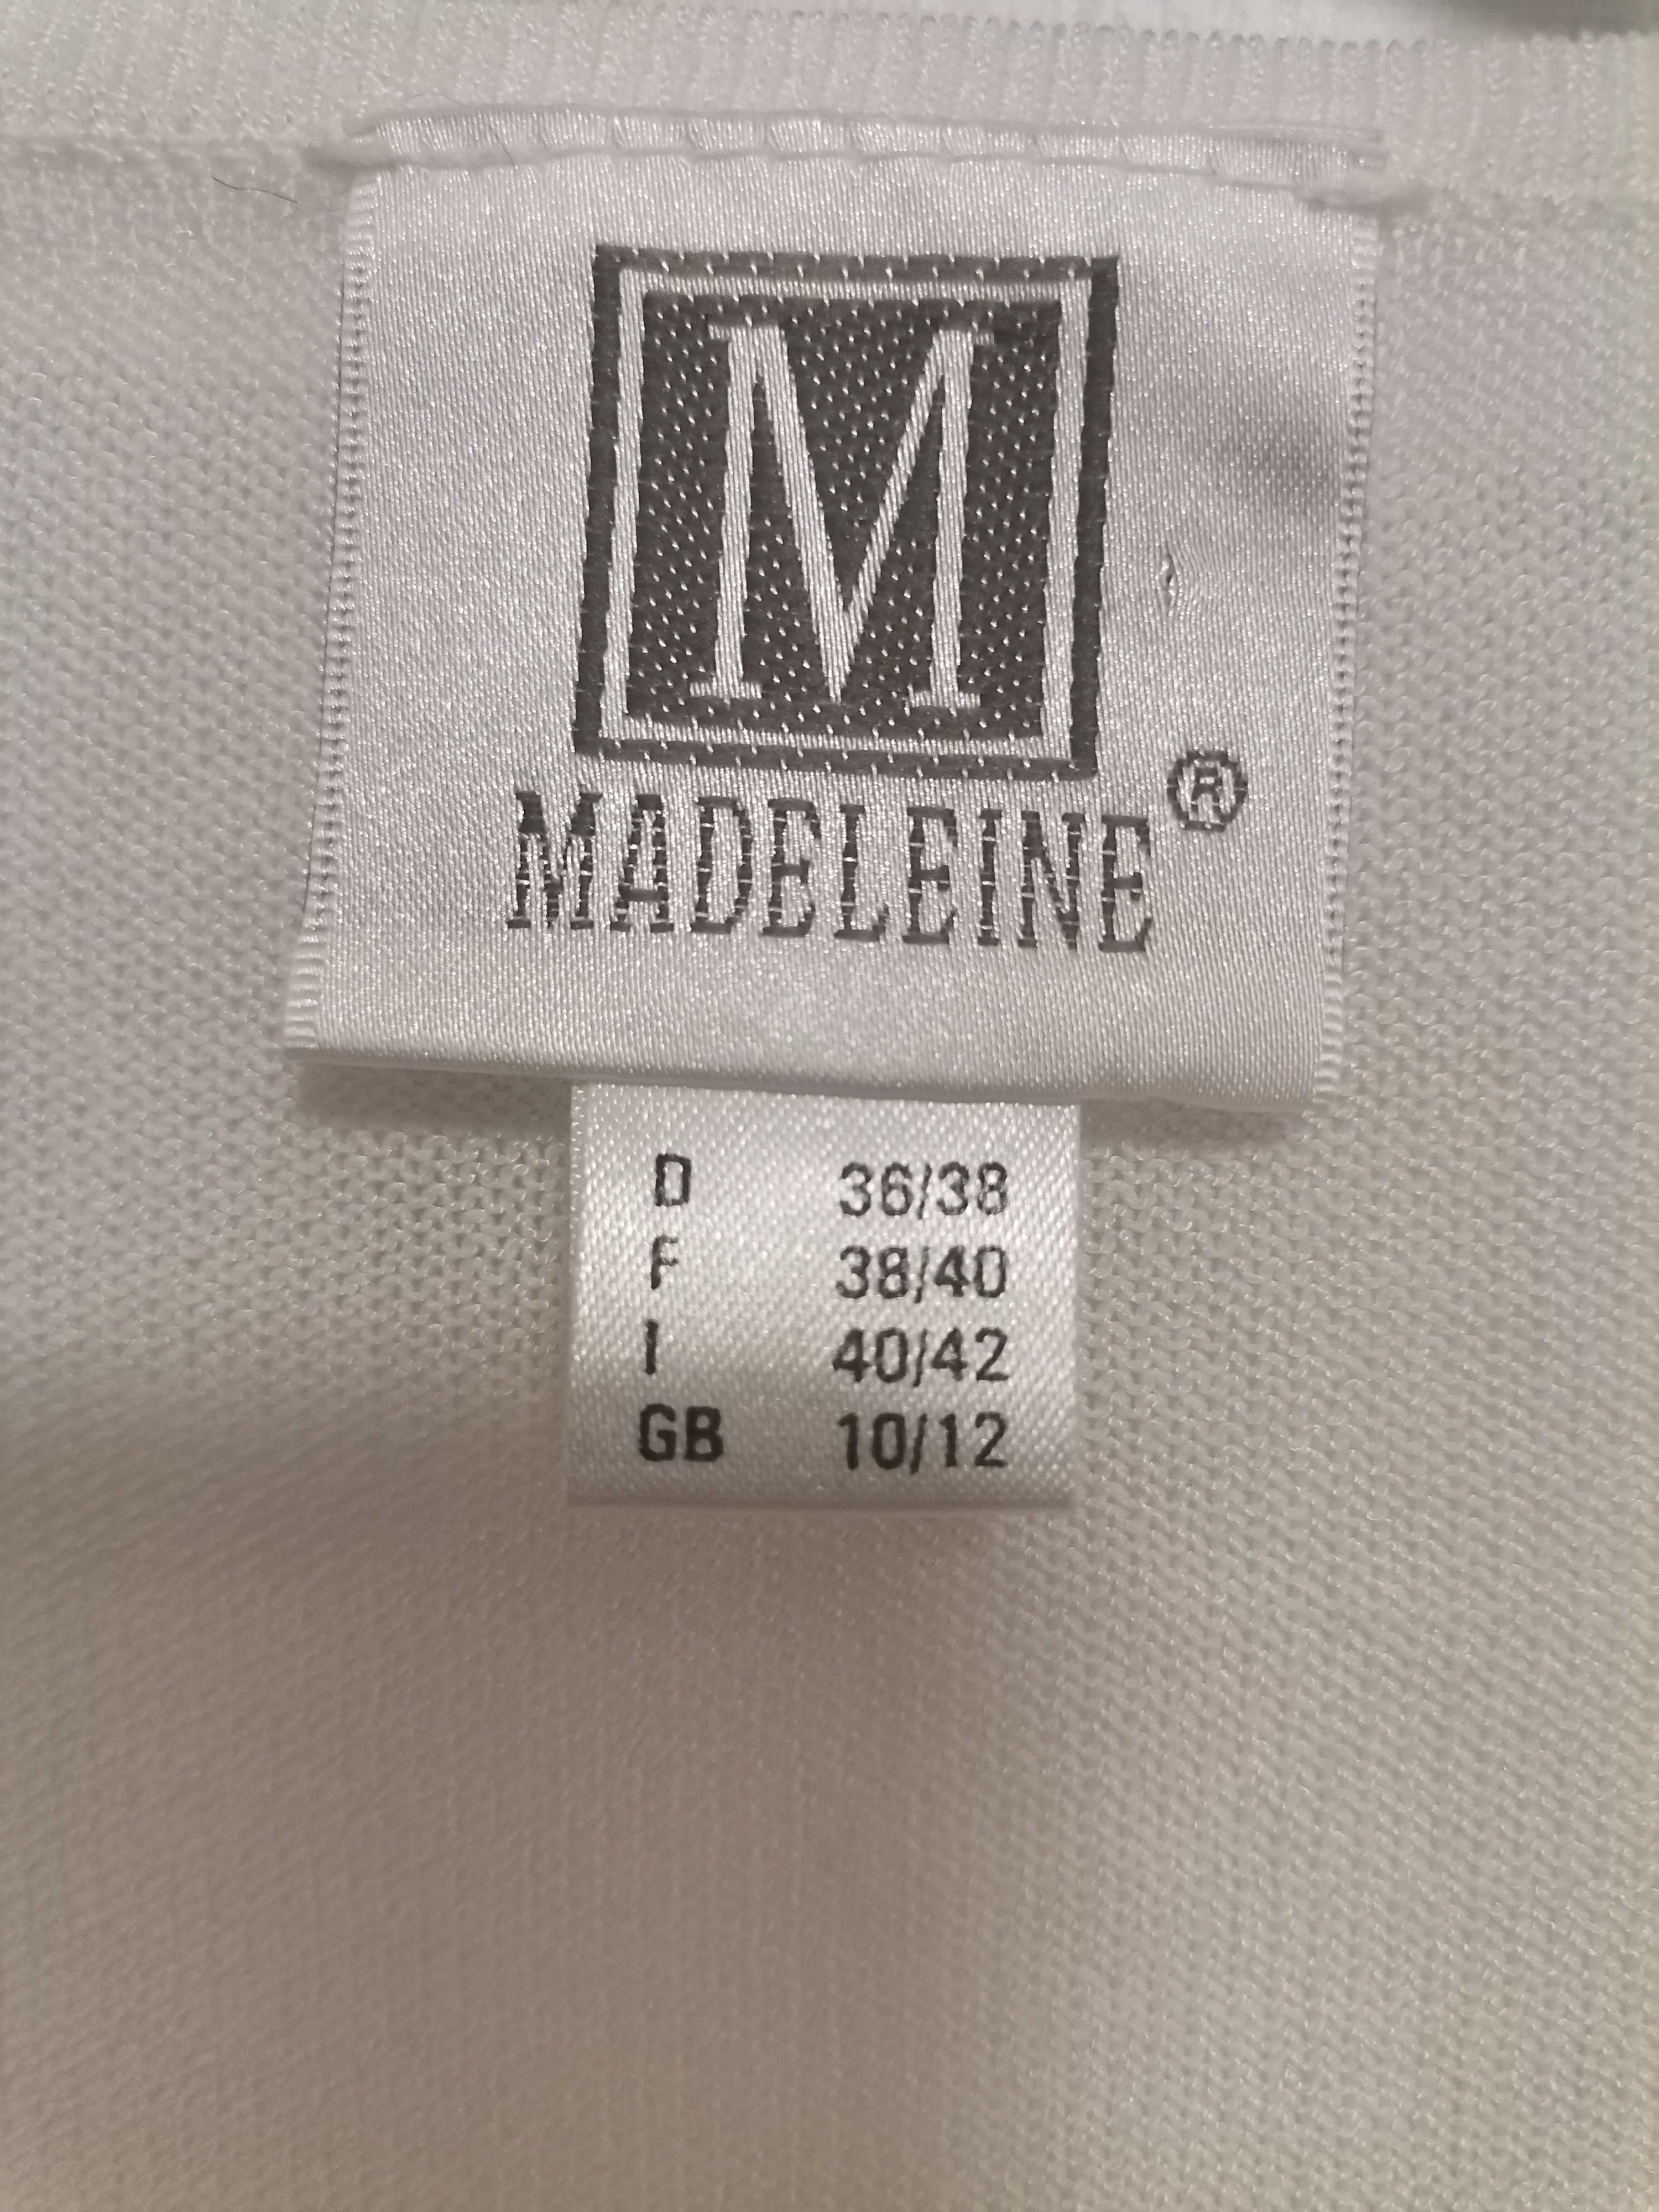 M
MADELEINE®
D 36/38
F 38/40
I 40/42
GB 10/12